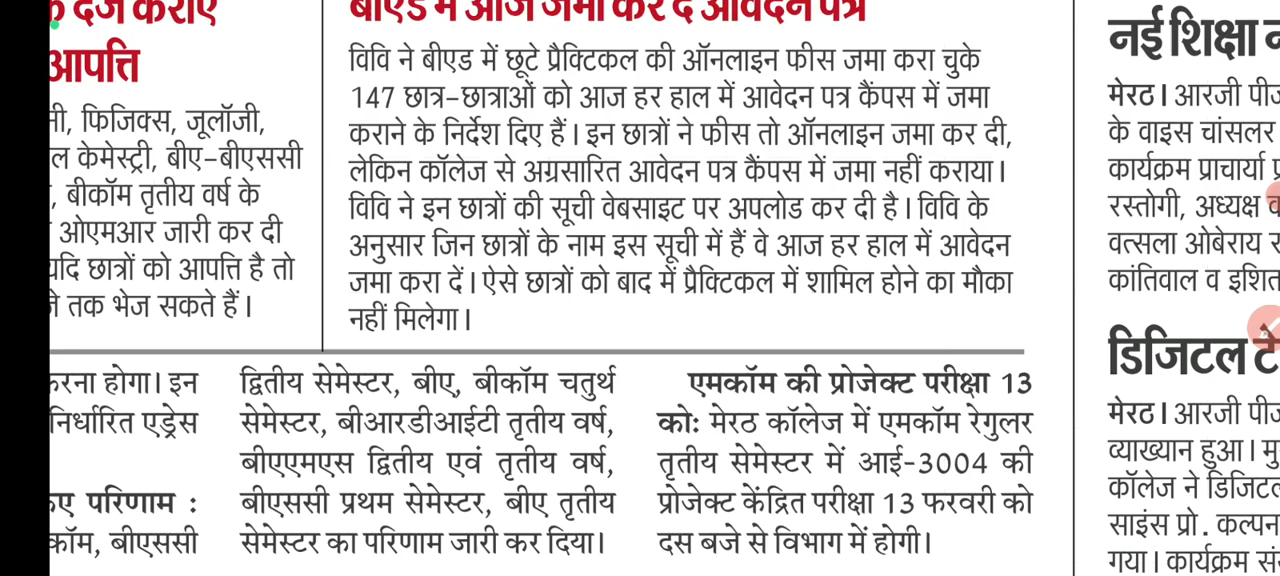 दर्ज कराए
आपत्ति
फिजिक्स, जूलॉजी,
केमेस्ट्री, बीए-बीएससी
, बीकॉम तृतीय वर्ष के
ओएमआर जारी कर दी
यदि छात्रों को आपत्ति है तो
तक भेज सकते हैं।
बीएड में आज जमा कर दें आवेदन पत्र
विवि ने बीएड में छूटे प्रैक्टिकल की ऑनलाइन फीस जमा करा चुके
147 छात्र-छात्राओं को आज हर हाल में आवेदन पत्र कैंपस में जमा
कराने के निर्देश दिए हैं। इन छात्रों ने फीस तो ऑनलाइन जमा कर दी,
लेकिन कॉलेज से अग्रसारित आवेदन पत्र कैंपस में जमा नहीं कराया।
विवि ने इन छात्रों की सूची वेबसाइट पर अपलोड कर दी है। विवि के
अनुसार जिन छात्रों के नाम इस सूची में हैं वे आज हर हाल में आवेदन
जमा करा दें। ऐसे छात्रों को बाद में प्रैक्टिकल में शामिल होने का मौका
नहीं मिलेगा।
करना होगा। इन
निर्धारित एड्रेस
परिणाम :
बीएससी
द्वितीय सेमेस्टर, बीए, बीकॉम चतुर्थ
सेमेस्टर, बीआरडीआईटी तृतीय वर्ष,
बीएएमएस द्वितीय एवं तृतीय वर्ष,
बीएससी प्रथम सेमेस्टर, बीए तृतीय
सेमेस्टर का परिणाम जारी कर दिया।
एमकॉम की प्रोजेक्ट परीक्षा 13
को: मेरठ कॉलेज में एमकॉम रेगुलर
तृतीय सेमेस्टर में आई-3004 की
प्रोजेक्ट केंद्रित परीक्षा 13 फरवरी को
दस बजे से विभाग में होगी।
नई शिक्षा
मेरठ। आरजी
के वाइस चांसलर
कार्यक्रम प्राचार्या
रस्तोगी, अध्यक्ष
वत्सला ओबेराय
कांतिवाल व
डिजिटल
मेरठ। आरजी
व्याख्यान हुआ।
कॉलेज ने
साइंस प्रो.
गया। कार्यक्रम